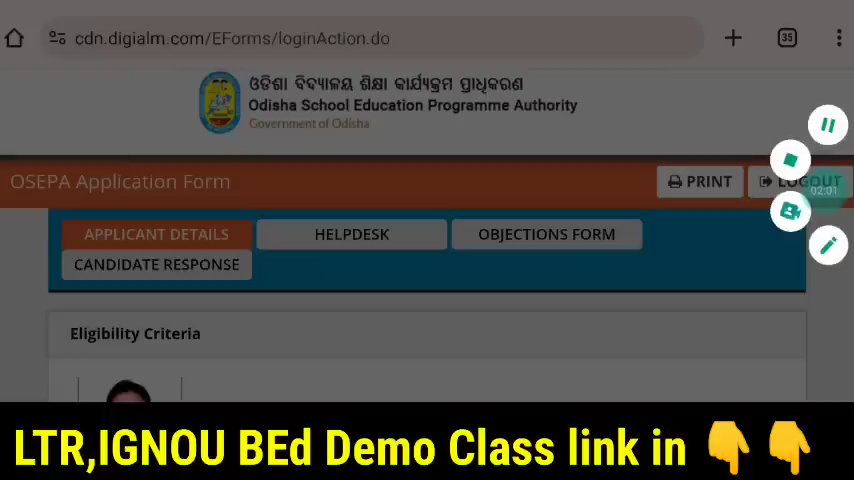 cdn.digialm.com/EForms/loginAction.do
35
ଓଡିଶା ବିଦ୍ୟାଳୟ ଶିକ୍ଷା କାର୍ଯ୍ୟକ୍ରମ ପ୍ରାଧିକରଣ
Odisha School Education Programme Authority
Government of Odisha
OSEPA Application Form
PRINT
LOGOUT
02:01
APPLICANT DETAILS
HELPDESK
OBJECTIONS FORM
CANDIDATE RESPONSE
Eligibility Criteria
LTR,IGNOU BEd Demo Class link in 👇👇